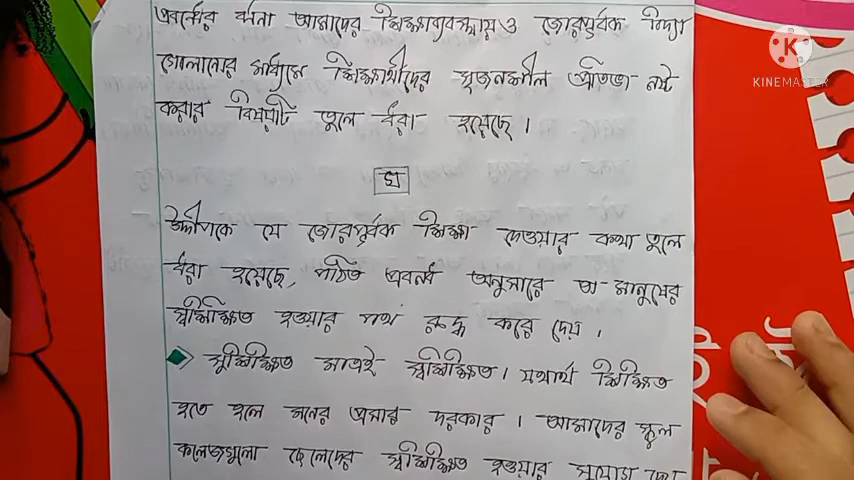 প্রবন্ধের বর্ণনা আমাদের শিক্ষাব্যবস্থায়ও জোরপূর্বক বিদ্যা
গেলানোর মাধ্যমে শিক্ষার্থীদের সৃজনশীল প্রতিভা নষ্ট
করার বিষয়টি তুলে ধরা হয়েছে।
ঘ
উদ্দীপকে যে জোরপূর্বক শিক্ষা দেওয়ার কথা তুলে
ধরা হয়েছে, পঠিত প্রবন্ধ অনুসারে তা মানুষের
স্বশিক্ষিত হওয়ার পথ রুদ্ধ করে দেয়।
সুশিক্ষিত মাত্রই স্বশিক্ষিত। যথার্থ শিক্ষিত
হতে হলে মনের প্রসার দরকার। আমাদের স্কুল
কলেজগুলো ছেলেদের স্বশিক্ষিত হওয়ার সুযোগ দেয়
KINEMASTER